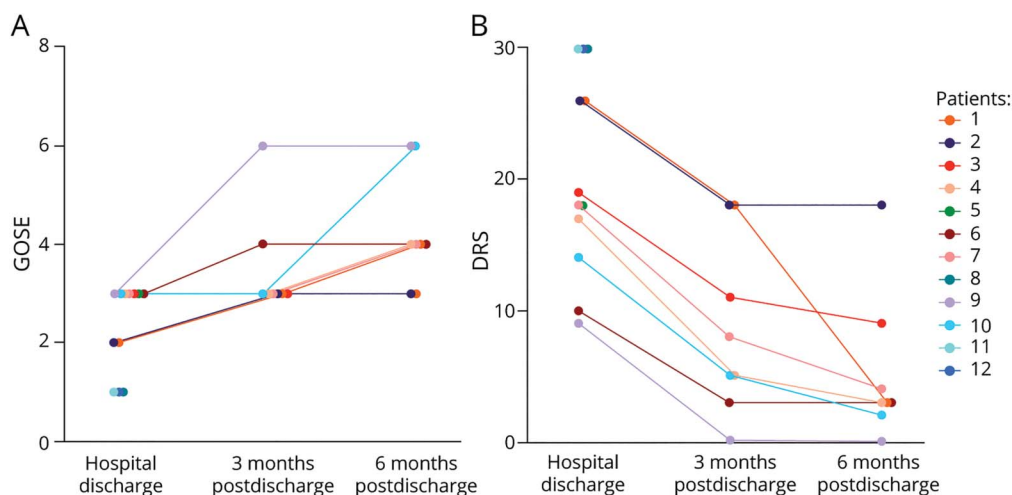 A
GOSE
8
6
4
2
0
Hospital
discharge
3 months
postdischarge
6 months
postdischarge
B
DRS
30
20
10
0
Hospital
discharge
3 months
postdischarge
6 months
postdischarge
Patients:
1
2
3
4
5
6
7
8
9
10
11
12